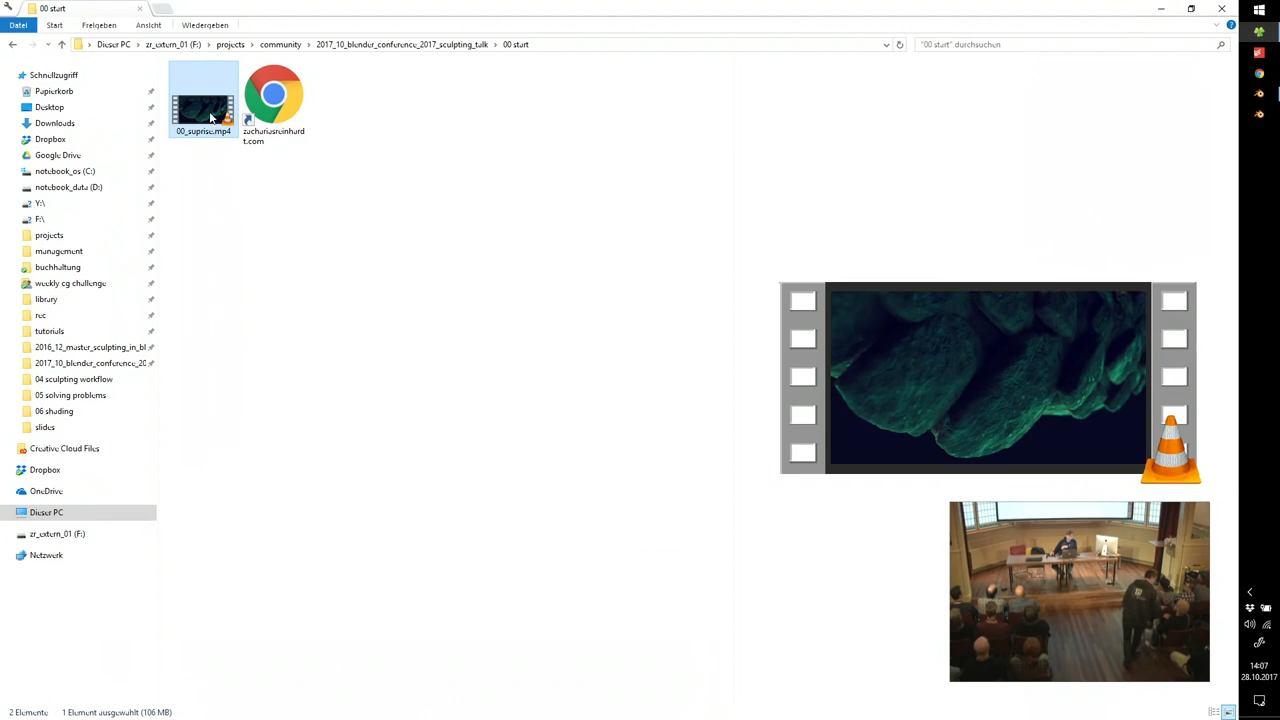 00 start
Datei Start Freigeben Ansicht Wiedergeben
Dieser PC zr_extern_01 (F:) projects community 2017_10_blender_conference_2017_sculpting_talk 00 start
"00 start" durchsuchen
Schnellzugriff
Papierkorb
Desktop
Downloads
Dropbox
Google Drive
notebook_os (C:)
notebook_data (D:)
Y:\
F:\
projects
management
buchhaltung
weekly cg challenge
library
rec
tutorials
2016_12_master_sculpting_in_bl
2017_10_blender_conference_20
04 sculpting workflow
05 solving problems
06 shading
slides
Creative Cloud Files
Dropbox
OneDrive
Dieser PC
zr_extern_01 (F:)
Netzwerk
00_suprise.mp4
zachariasreinhard
t.com
2 Elemente 1 Element ausgewählt (106 MB)
14:07
28.10.2017